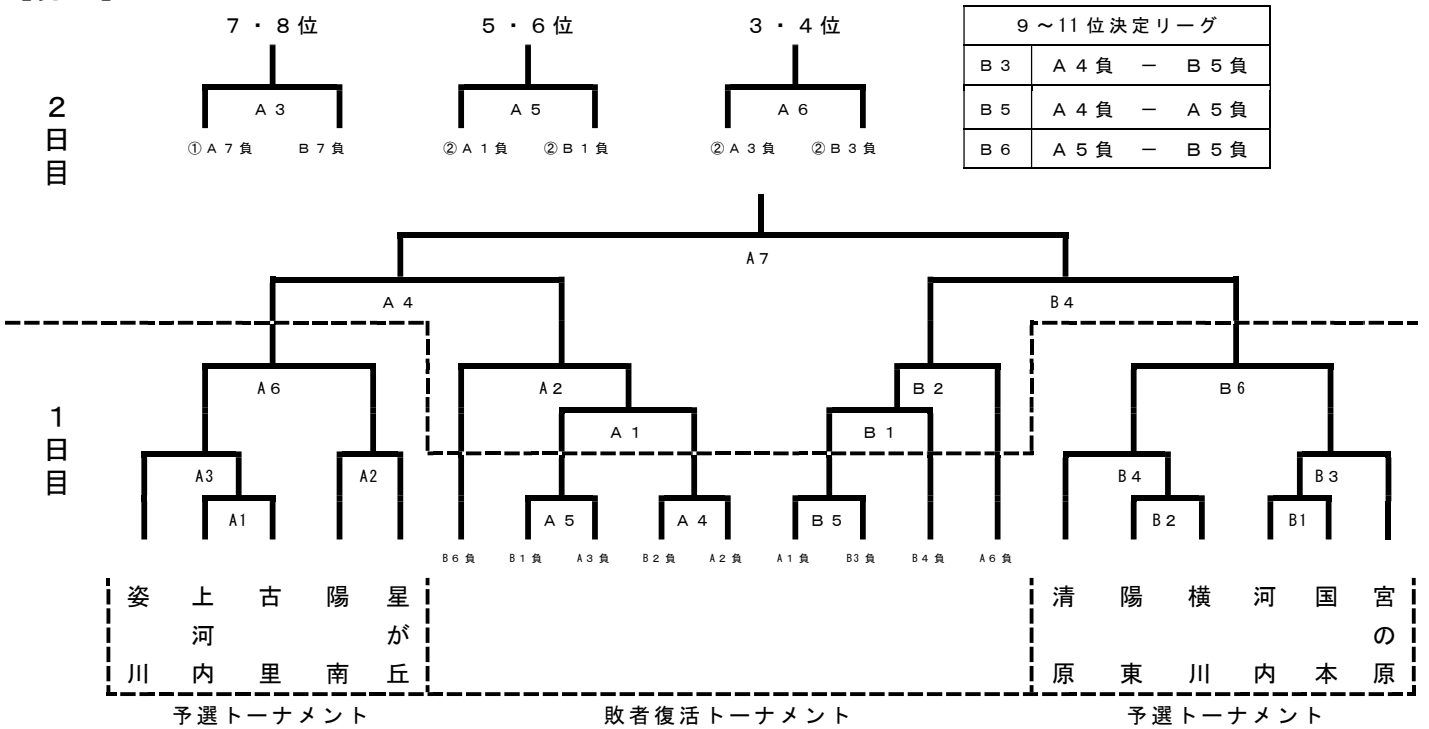 7・8位 5・6位 3・4位 9～11位決定リーグ
B3 A4負 － B5負
A3 A5 A6 B5 A4負 － A5負
①A7負 B7負 ②A1負 ②B1負 ②A3負 ②B3負 B6 A5負 － B5負
2日目
A7
A4 B4
1日目
A6 A2 B2 B6
A1 B1
A3 A2 B4 B3
A1 A5 A4 B5 B2 B1
B6負 B1負 A3負 B2負 A2負 A1負 B3負 B4負 A6負
姿川 上河内 古里 陽南 星が丘 清原 陽東 横川 河内 国本 宮の原
予選トーナメント 敗者復活トーナメント 予選トーナメント